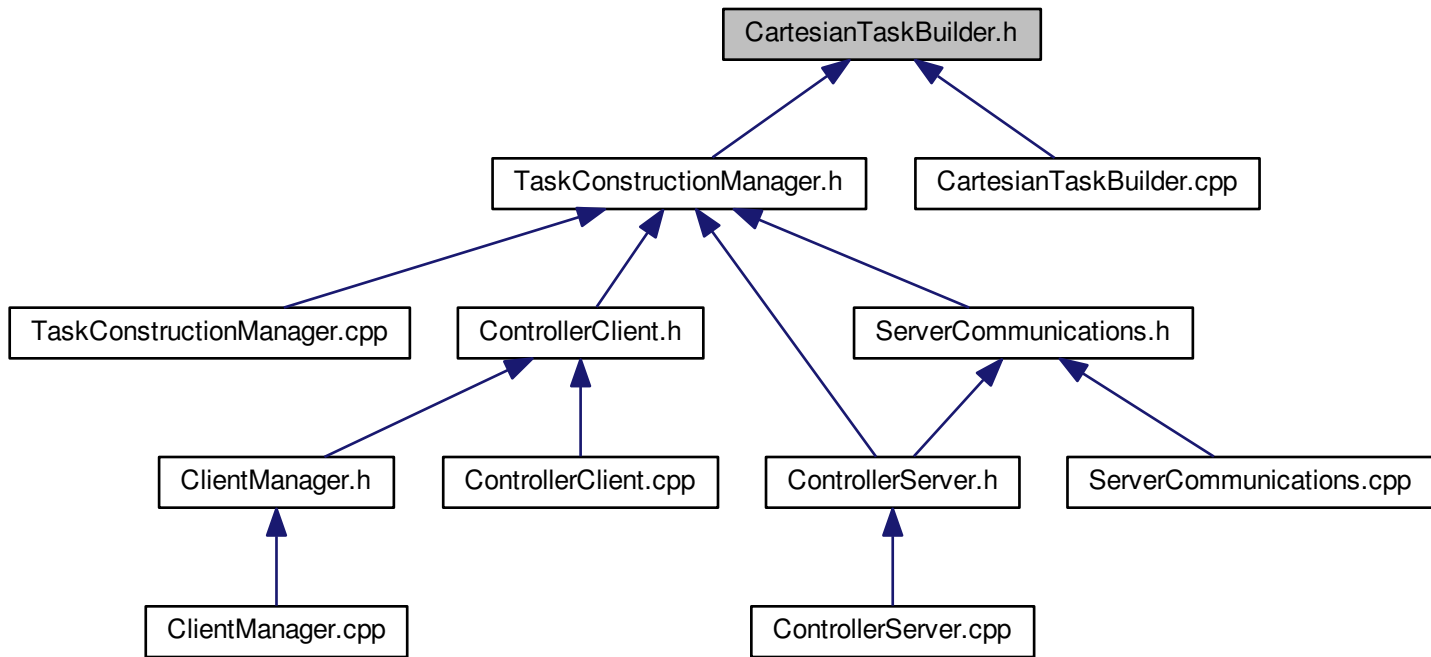 CartesianTaskBuilder.h
TaskConstructionManager.h
CartesianTaskBuilder.cpp
TaskConstructionManager.cpp
ControllerClient.h
ServerCommunications.h
ClientManager.h
ControllerClient.cpp
ControllerServer.h
ServerCommunications.cpp
ClientManager.cpp
ControllerServer.cpp